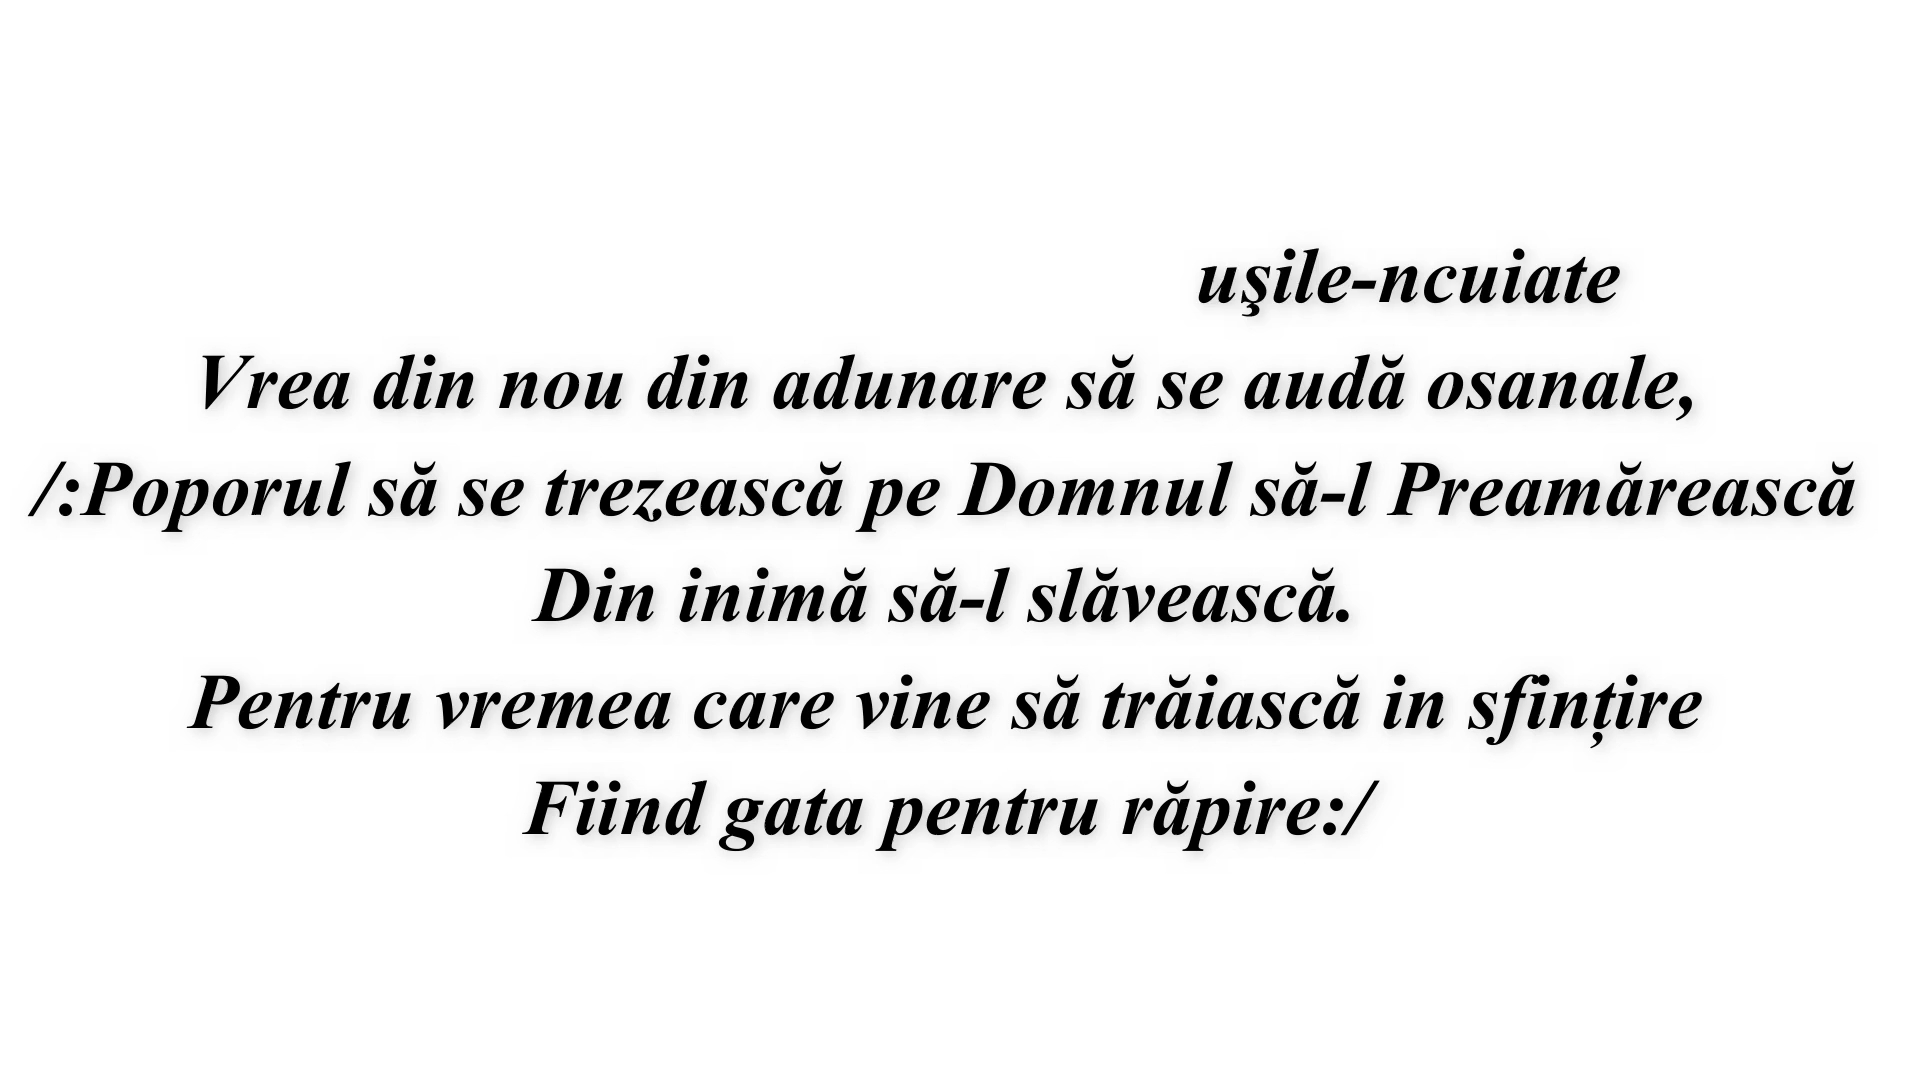 uşile-ncuiate
Vrea din nou din adunare să se audă osanale,
/:Poporul să se trezească pe Domnul să-l Preamărească
Din inimă să-l slăvească.
Pentru vremea care vine să trăiască in sfințire
Fiind gata pentru răpire:/